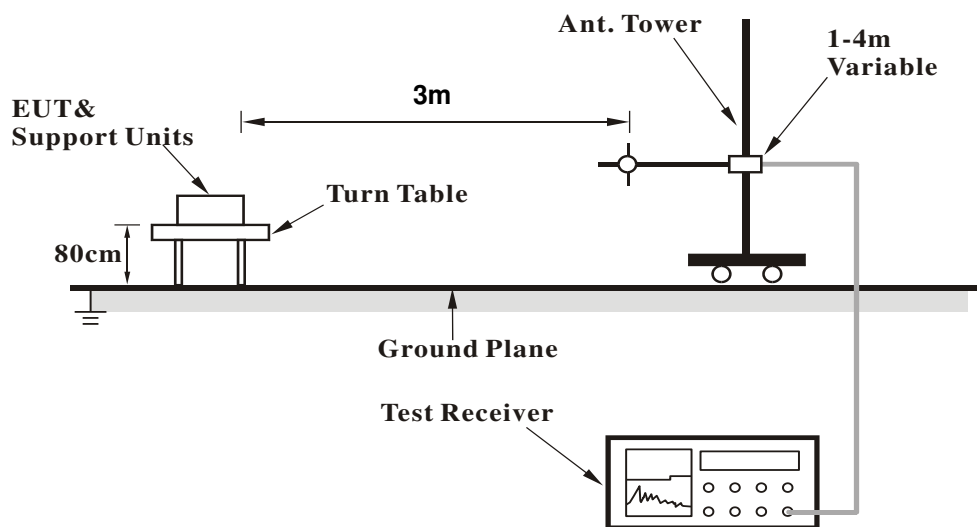 Ant. Tower
1-4m
Variable
3m
EUT&
Support Units
Turn Table
80cm
Ground Plane
Test Receiver